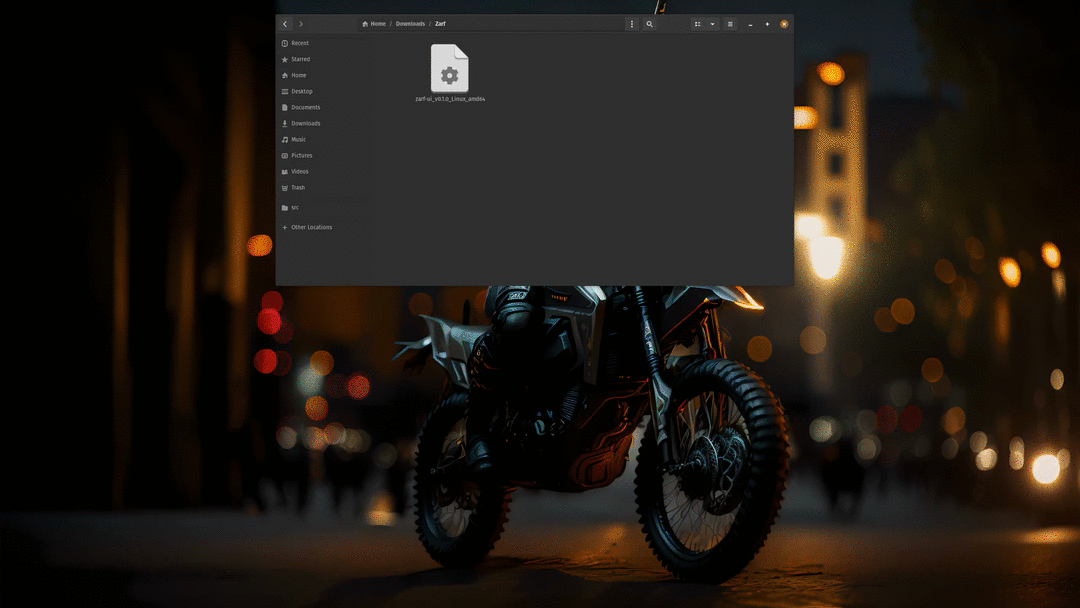 Home / Downloads / Zarf
Recent
Starred
Home
Desktop
Documents
Downloads
Music
Pictures
Videos
Trash
src
Other Locations
zarf-ui_v0.1.0_Linux_amd64